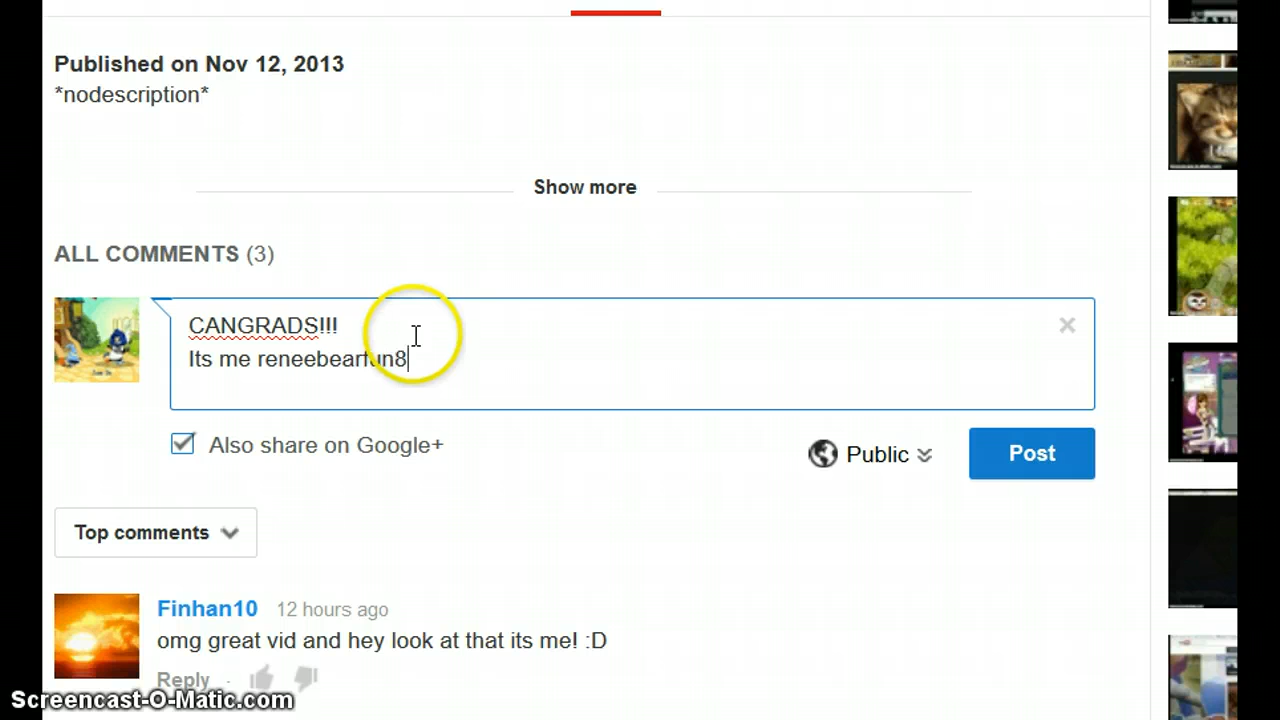 Published on Nov 12, 2013
*nodescription*
Show more
ALL COMMENTS (3)
CANGRADS!!!
Its me reneebearfun8
Also share on Google+
Public
Post
Top comments
Finhan10 12 hours ago
omg great vid and hey look at that its me! :D
Reply ·
Screencast-O-Matic.com